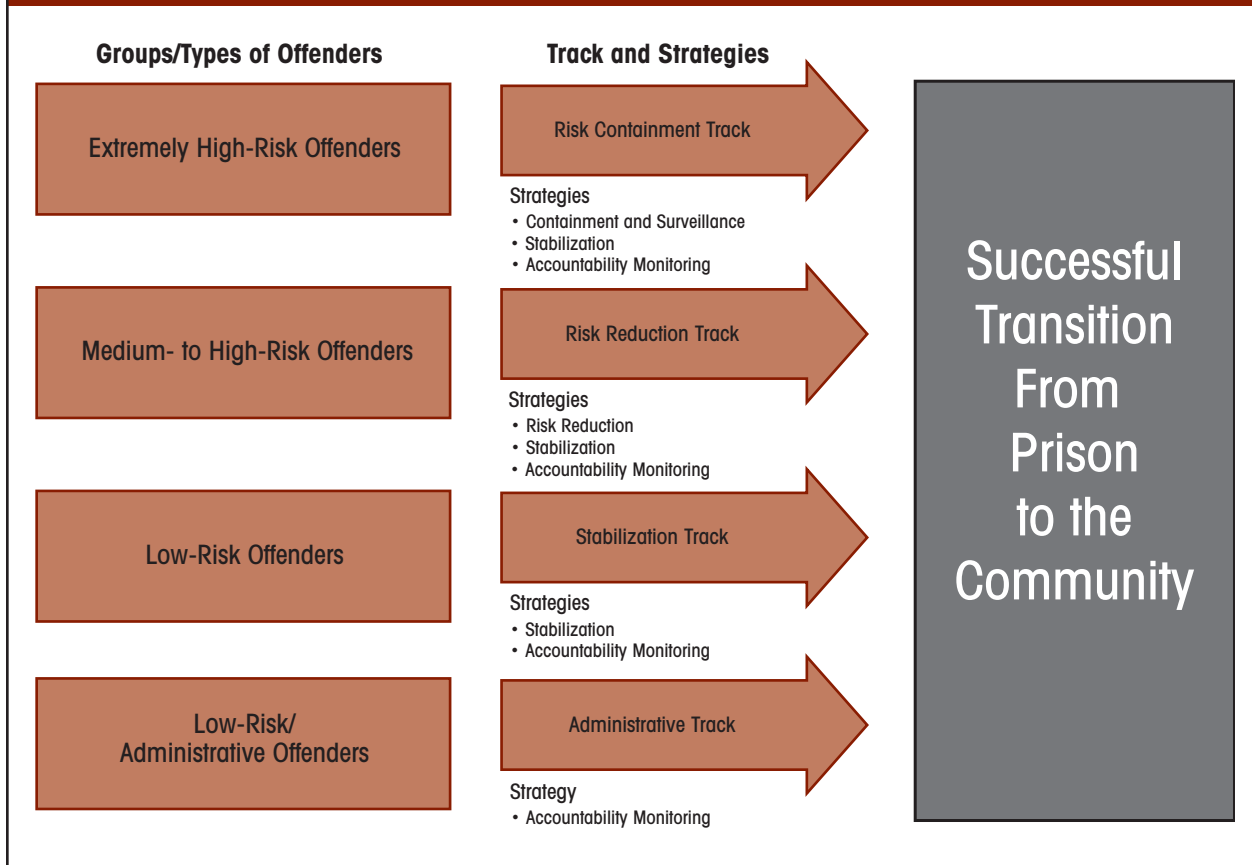 Groups/Types of Offenders
Track and Strategies
Extremely High-Risk Offenders
Risk Containment Track
Strategies
• Containment and Surveillance
• Stabilization
• Accountability Monitoring
Medium- to High-Risk Offenders
Risk Reduction Track
Strategies
• Risk Reduction
• Stabilization
• Accountability Monitoring
Low-Risk Offenders
Stabilization Track
Strategies
• Stabilization
• Accountability Monitoring
Low-Risk/
Administrative Offenders
Administrative Track
Strategy
• Accountability Monitoring
Successful
Transition
From
Prison
to the
Community